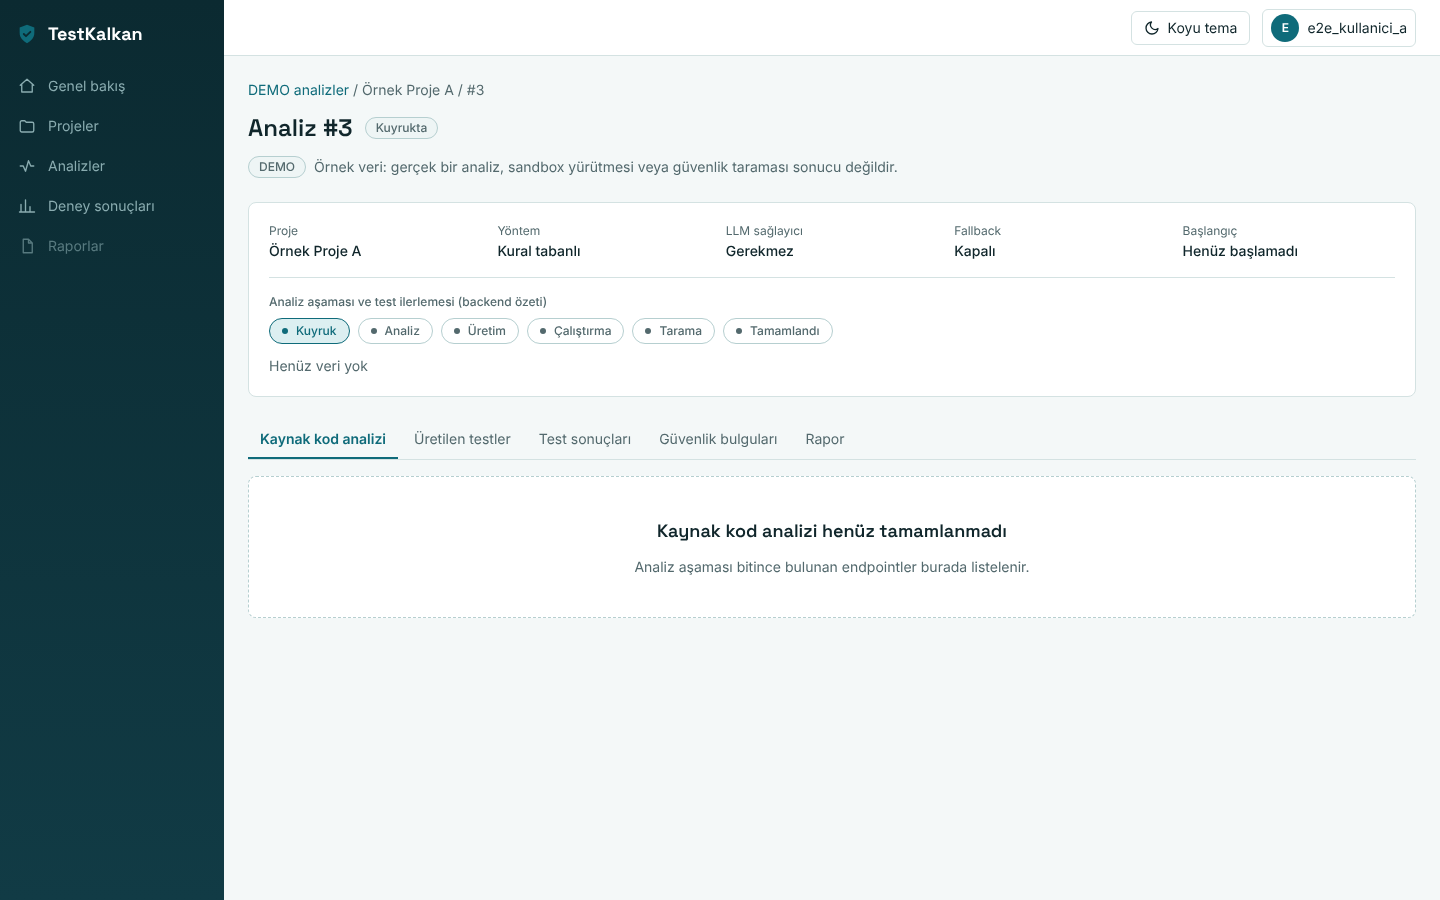 TestKalkan
Genel bakış
Projeler
Analizler
Deney sonuçları
Raporlar
Koyu tema
E
e2e_kullanici_a
DEMO analizler / Örnek Proje A / #3
Analiz #3
Kuyrukta
DEMO
Örnek veri: gerçek bir analiz, sandbox yürütmesi veya güvenlik taraması sonucu değildir.
Proje
Örnek Proje A
Yöntem
Kural tabanlı
LLM sağlayıcı
Gerekmez
Fallback
Kapalı
Başlangıç
Henüz başlamadı
Analiz aşaması ve test ilerlemesi (backend özeti)
Kuyruk
Analiz
Üretim
Çalıştırma
Tarama
Tamamlandı
Henüz veri yok
Kaynak kod analizi
Üretilen testler
Test sonuçları
Güvenlik bulguları
Rapor
Kaynak kod analizi henüz tamamlanmadı
Analiz aşaması bitince bulunan endpointler burada listelenir.